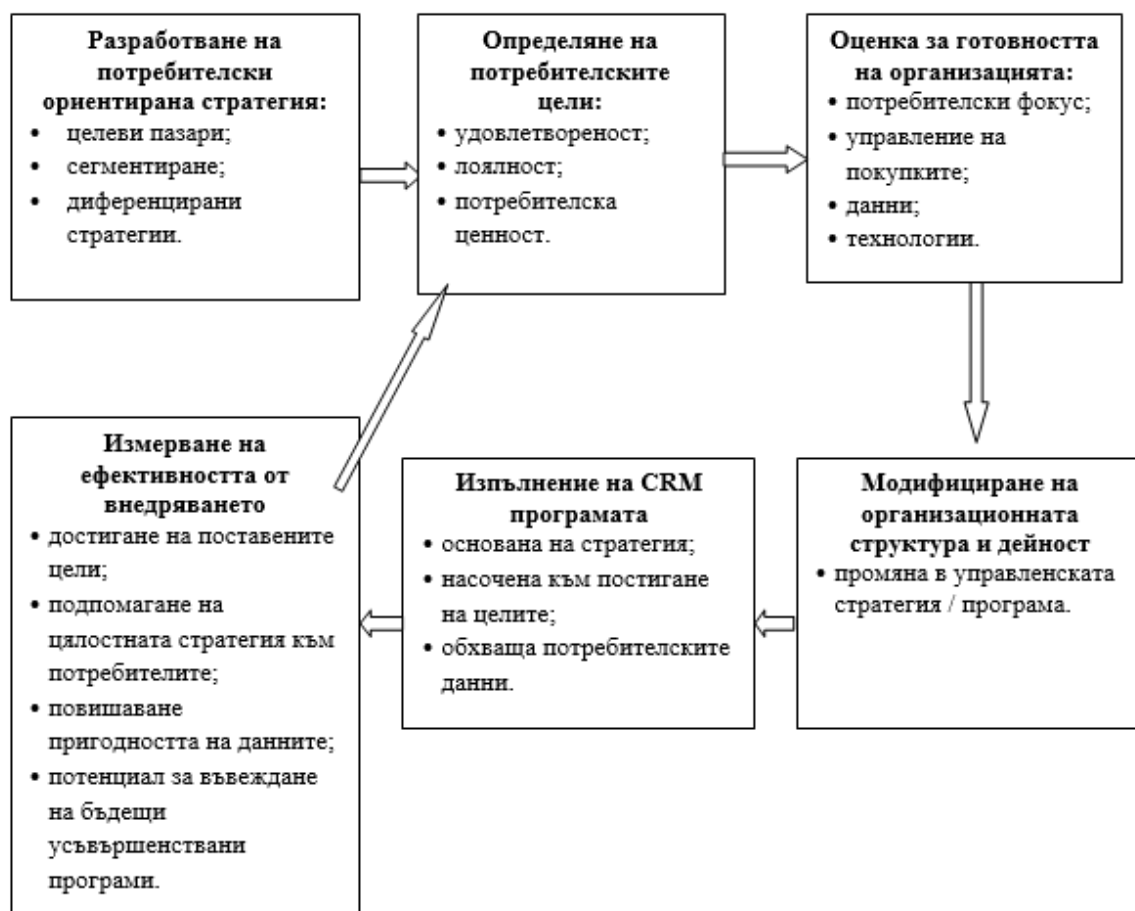 Разработване на
потребителски
ориентирана стратегия:
• целеви пазари;
• сегментиране;
• диференцирани
стратегии.
Определяне на
потребителските
цели:
• удовлетвореност;
• лоялност;
• потребителска
ценност.
Оценка за готовността
на организацията:
• потребителски фокус;
• управление на
покупките;
• данни;
• технологии.
Модифициране на
организационната
структура и дейност
• промяна в управленската
стратегия / програма.
Изпълнение на CRM
програмата
• основана на стратегия;
• насочена към постигане
на целите;
• обхваща потребителските
данни.
Измерване на
ефективността от
внедряването
• достигане на поставените
цели;
• подпомагане на
цялостната стратегия към
потребителите;
• повишаване
пригодността на данните;
• потенциал за въвеждане
на бъдещи
усъвършенствани
програми.